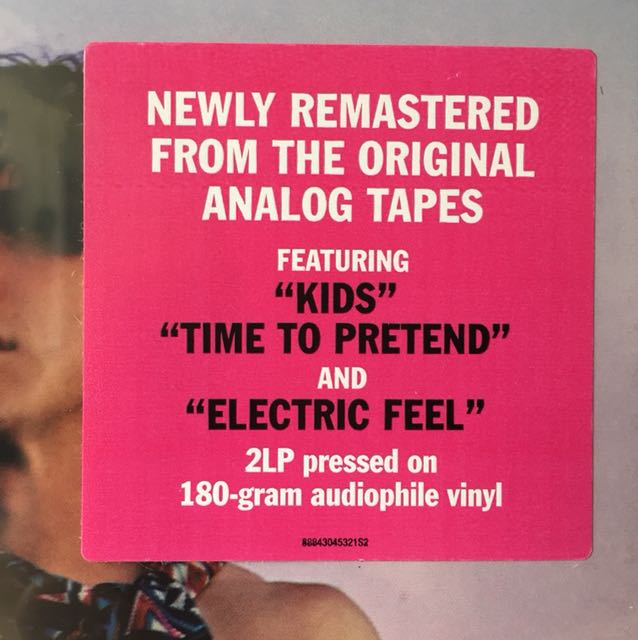 NEWLY REMASTERED
FROM THE ORIGINAL
ANALOG TAPES
FEATURING
“KIDS”
“TIME TO PRETEND”
AND
“ELECTRIC FEEL”
2LP pressed on
180-gram audiophile vinyl
88843045321S2